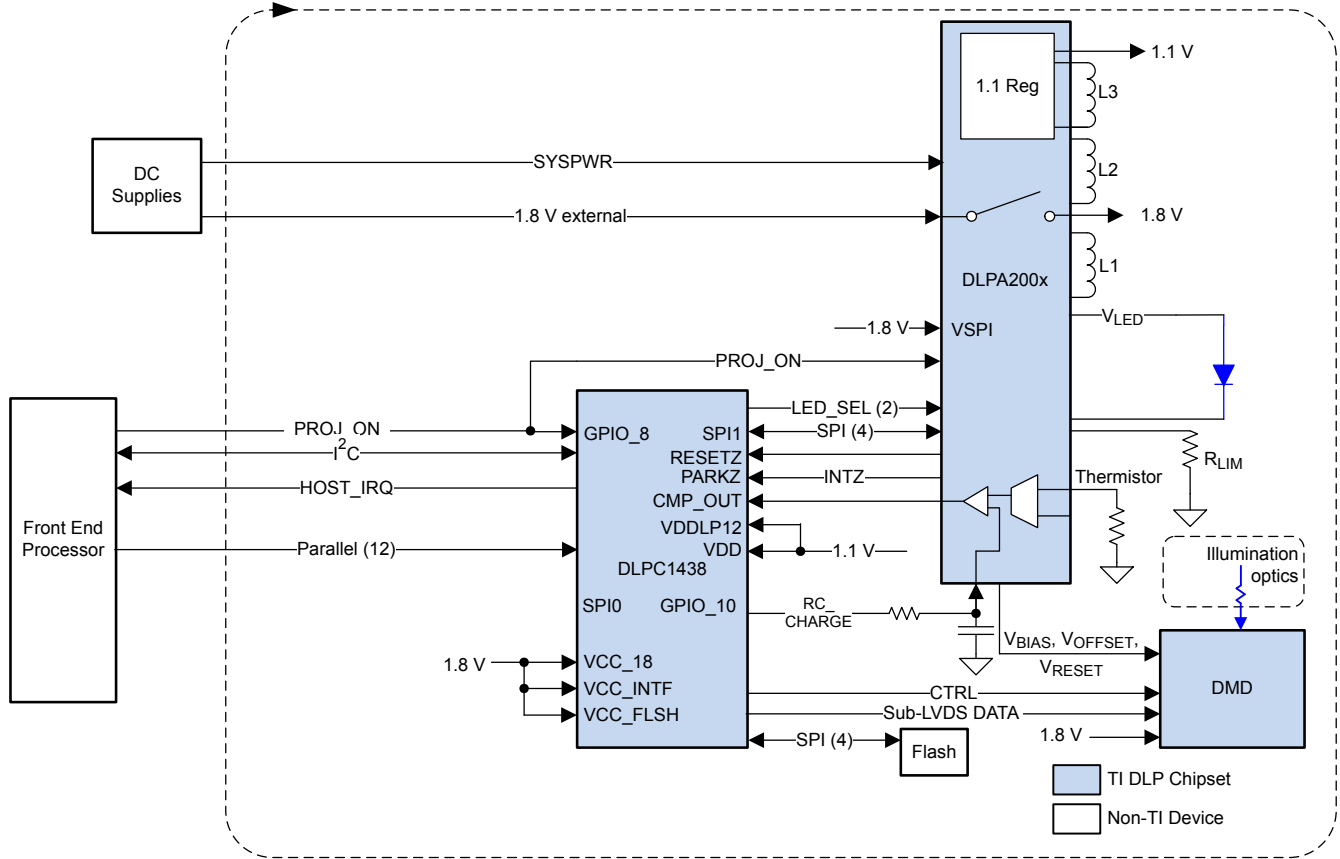 1.1 V
1.1 Reg
L3
DC
Supplies
SYSPWR
L2
1.8 V external
1.8 V
L1
DLPA200x
VLED
1.8 V
VSPI
PROJ_ON
LED_SEL (2)
PROJ_ON
GPIO_8
SPI1
SPI (4)
I2C
RESETZ
RLIM
PARKZ
INTZ
Thermistor
HOST_IRQ
CMP_OUT
Front End
Processor
VDDLP12
Parallel (12)
VDD
1.1 V
Illumination
optics
DLPC1438
SPI0
GPIO_10
RC_
CHARGE
VBIAS, VOFFSET,
VRESET
1.8 V
VCC_18
VCC_INTF
CTRL
DMD
VCC_FLSH
Sub-LVDS DATA
1.8 V
SPI (4)
Flash
TI DLP Chipset
Non-TI Device